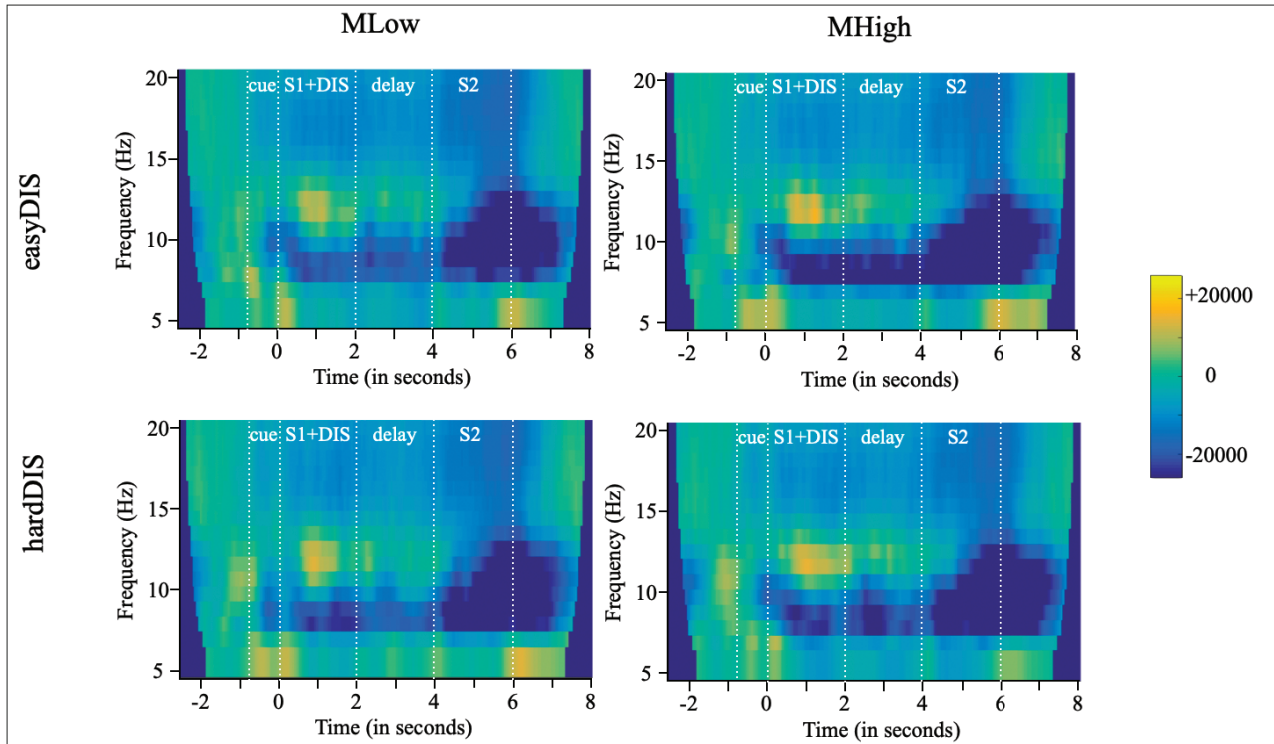 MLow
MHigh
easyDIS
Frequency (Hz)
20
15
10
5
cue S1+DIS delay S2
-2 0 2 4 6 8
Time (in seconds)
Frequency (Hz)
20
15
10
5
cue S1+DIS delay S2
-2 0 2 4 6 8
Time (in seconds)
hardDIS
Frequency (Hz)
20
15
10
5
cue S1+DIS delay S2
-2 0 2 4 6 8
Time (in seconds)
Frequency (Hz)
20
15
10
5
cue S1+DIS delay S2
-2 0 2 4 6 8
Time (in seconds)
+20000
0
-20000